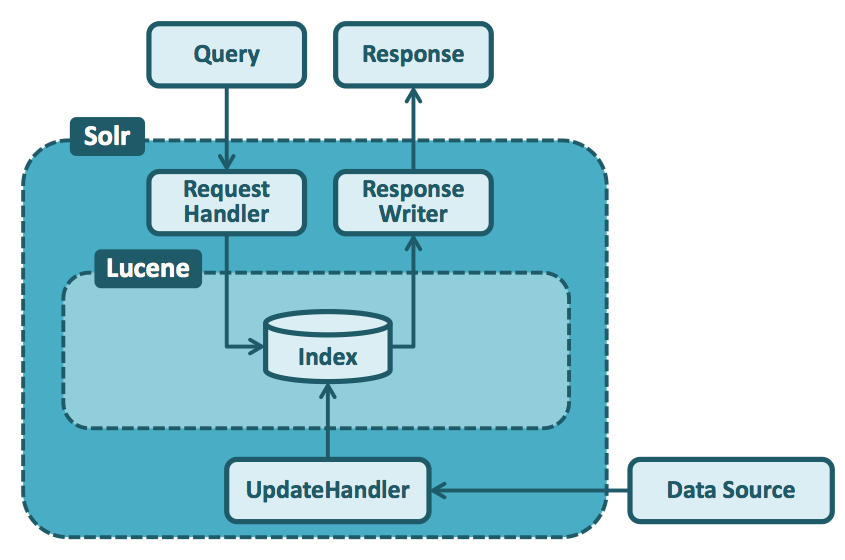 Query
Response
Solr
Request
Handler
Response
Writer
Lucene
Index
UpdateHandler
Data Source